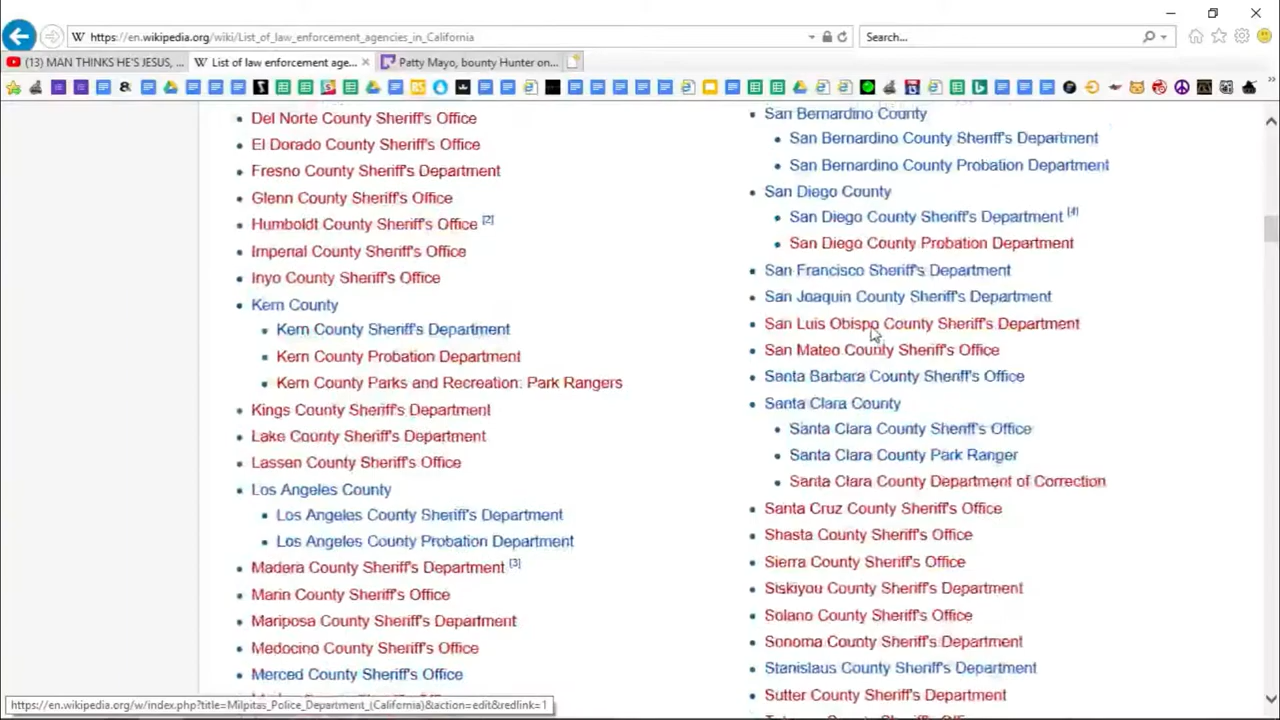 https://en.wikipedia.org/wiki/List_of_law_enforcement_agencies_in_California
Search...
(13) MAN THINKS HE'S JESUS, ...
List of law enforcement age...
Patty Mayo, bounty Hunter on...
Del Norte County Sheriff's Office
El Dorado County Sheriff's Office
Fresno County Sheriff's Department
Glenn County Sheriff's Office
Humboldt County Sheriff's Office [2]
Imperial County Sheriff's Office
Inyo County Sheriff's Office
Kern County
Kern County Sheriff's Department
Kern County Probation Department
Kern County Parks and Recreation: Park Rangers
Kings County Sheriff's Department
Lake County Sheriff's Department
Lassen County Sheriff's Office
Los Angeles County
Los Angeles County Sheriff's Department
Los Angeles County Probation Department
Madera County Sheriff's Department [3]
Marin County Sheriff's Office
Mariposa County Sheriff's Department
Medocino County Sheriff's Office
Merced County Sheriff's Office
San Bernardino County
San Bernardino County Sheriff's Department
San Bernardino County Probation Department
San Diego County
San Diego County Sheriff's Department [4]
San Diego County Probation Department
San Francisco Sheriff's Department
San Joaquin County Sheriff's Department
San Luis Obispo County Sheriff's Department
San Mateo County Sheriff's Office
Santa Barbara County Sheriff's Office
Santa Clara County
Santa Clara County Sheriff's Office
Santa Clara County Park Ranger
Santa Clara County Department of Correction
Santa Cruz County Sheriff's Office
Shasta County Sheriff's Office
Sierra County Sheriff's Office
Siskiyou County Sheriff's Department
Solano County Sheriff's Office
Sonoma County Sheriff's Department
Stanislaus County Sheriff's Department
Sutter County Sheriff's Department
https://en.wikipedia.org/w/index.php?title=Milpitas_Police_Department_(California)&action=edit&redlink=1